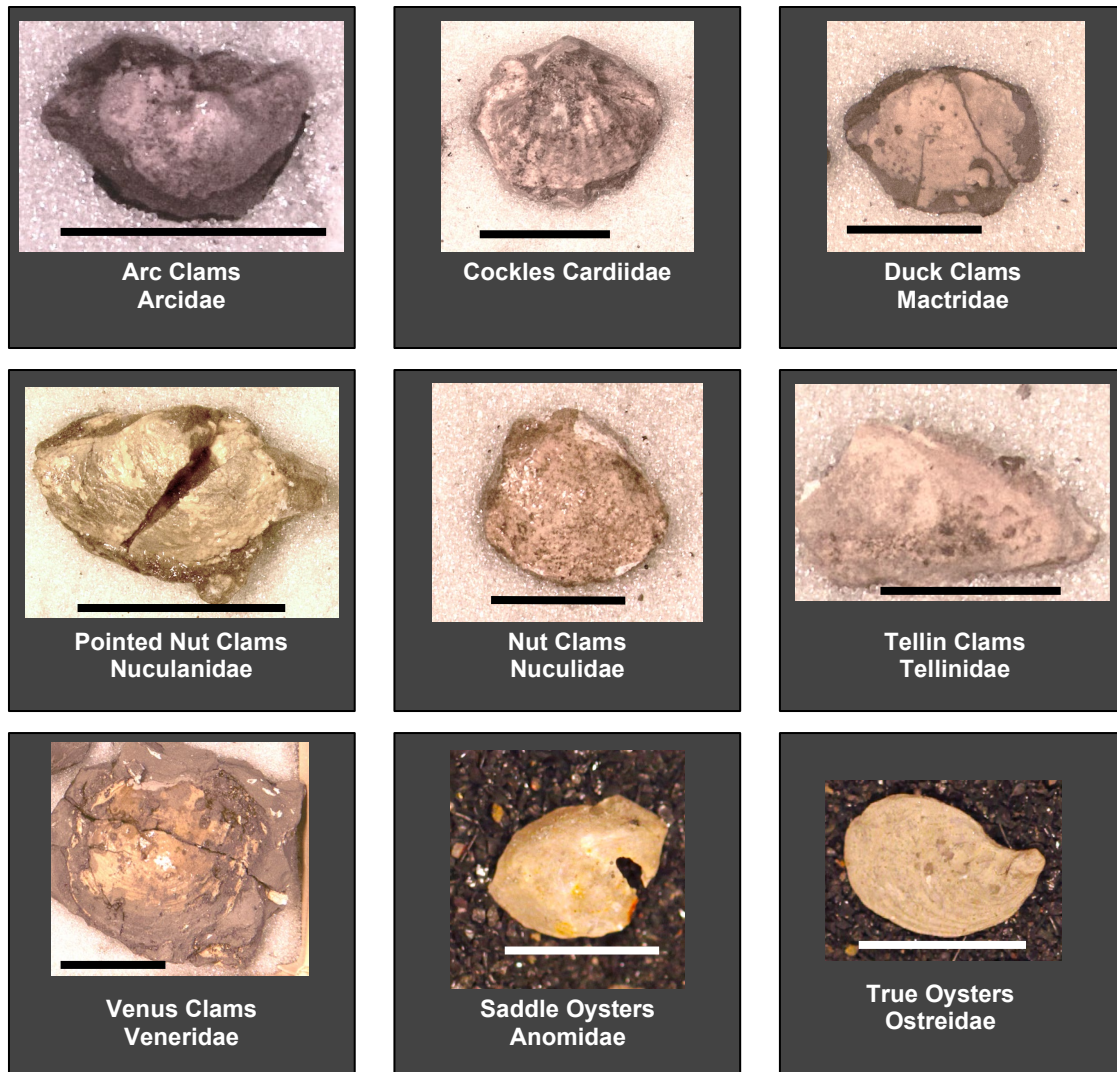 Arc Clams
Arcidae
Cockles Cardiidae
Duck Clams
Mactridae
Pointed Nut Clams
Nuculanidae
Nut Clams
Nuculidae
Tellin Clams
Tellinidae
Venus Clams
Veneridae
Saddle Oysters
Anomidae
True Oysters
Ostreidae